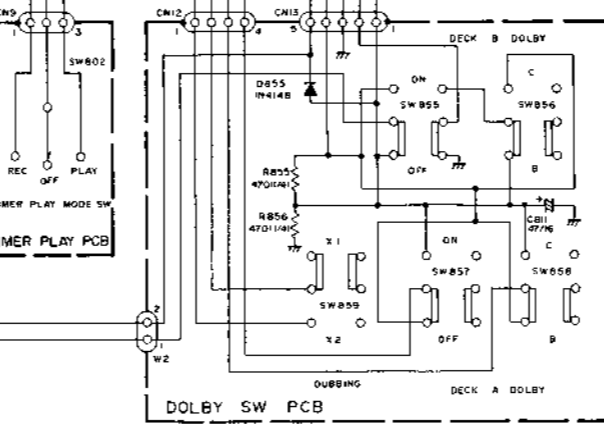 CN9
CN12
CN13
1
3
1
4
5
1
DECK B DOLBY
SW802
D855
1N4148
ON
C
SW855
SW856
REC
OFF
PLAY
R855
OFF
B
MER PLAY MODE SW
R856
C811
47/16
MER PLAY PCB
X1
ON
C
SW857
SW858
SW859
2
X2
OFF
B
1
W2
DUBBING
DECK A DOLBY
DOLBY SW PCB